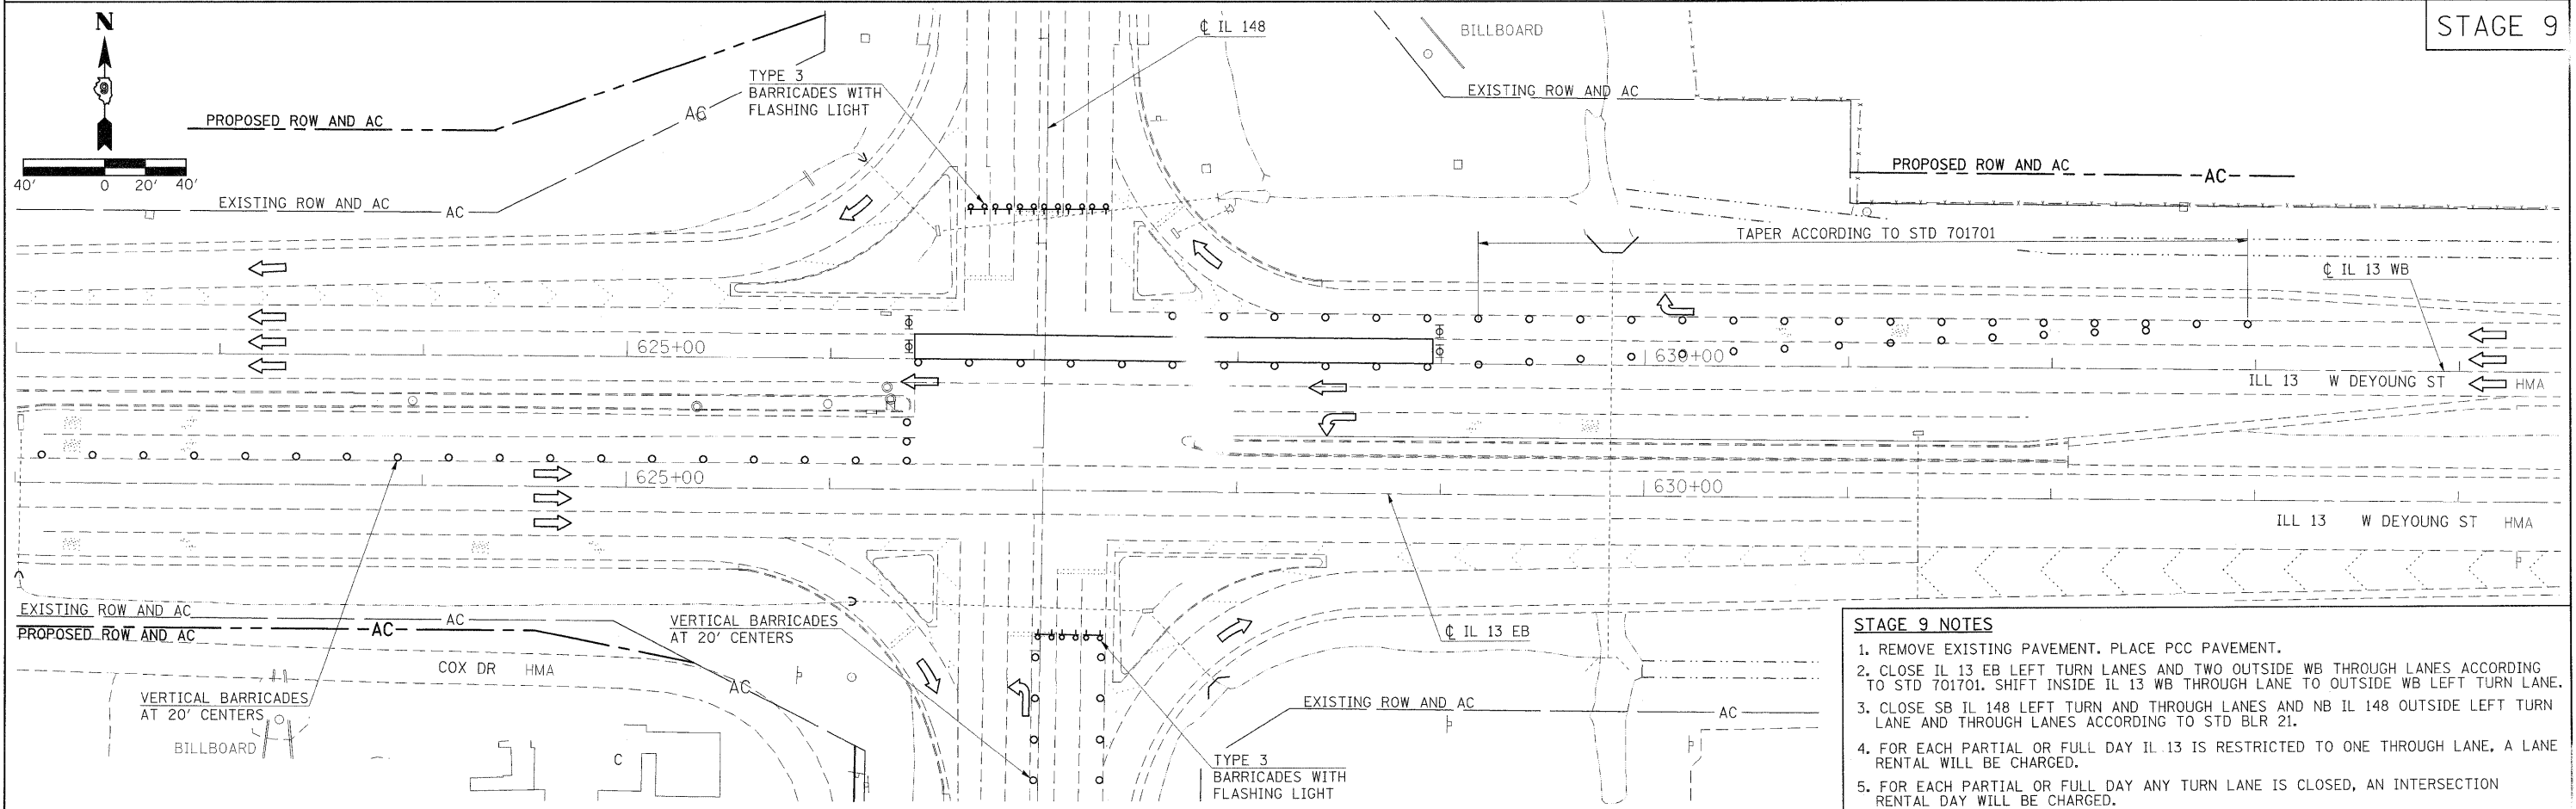 STAGE 9
N
9
40' 0 20' 40'
PROPOSED ROW AND AC
EXISTING ROW AND AC
AC
AC
TYPE 3
BARRICADES WITH
FLASHING LIGHT
℄ IL 148
BILLBOARD
EXISTING ROW AND AC
PROPOSED ROW AND AC
AC
TAPER ACCORDING TO STD 701701
℄ IL 13 WB
625+00
630+00
ILL 13 W DEYOUNG ST HMA
625+00
630+00
ILL 13 W DEYOUNG ST HMA
℄ IL 13 EB
EXISTING ROW AND AC
AC
PROPOSED ROW AND AC
AC
COX DR HMA
AC
VERTICAL BARRICADES
AT 20' CENTERS
VERTICAL BARRICADES
AT 20' CENTERS
BILLBOARD
C
EXISTING ROW AND AC
AC
TYPE 3
BARRICADES WITH
FLASHING LIGHT
STAGE 9 NOTES
1. REMOVE EXISTING PAVEMENT. PLACE PCC PAVEMENT.
2. CLOSE IL 13 EB LEFT TURN LANES AND TWO OUTSIDE WB THROUGH LANES ACCORDING
TO STD 701701. SHIFT INSIDE IL 13 WB THROUGH LANE TO OUTSIDE WB LEFT TURN LANE.
3. CLOSE SB IL 148 LEFT TURN AND THROUGH LANES AND NB IL 148 OUTSIDE LEFT TURN
LANE AND THROUGH LANES ACCORDING TO STD BLR 21.
4. FOR EACH PARTIAL OR FULL DAY IL 13 IS RESTRICTED TO ONE THROUGH LANE, A LANE
RENTAL WILL BE CHARGED.
5. FOR EACH PARTIAL OR FULL DAY ANY TURN LANE IS CLOSED, AN INTERSECTION
RENTAL DAY WILL BE CHARGED.